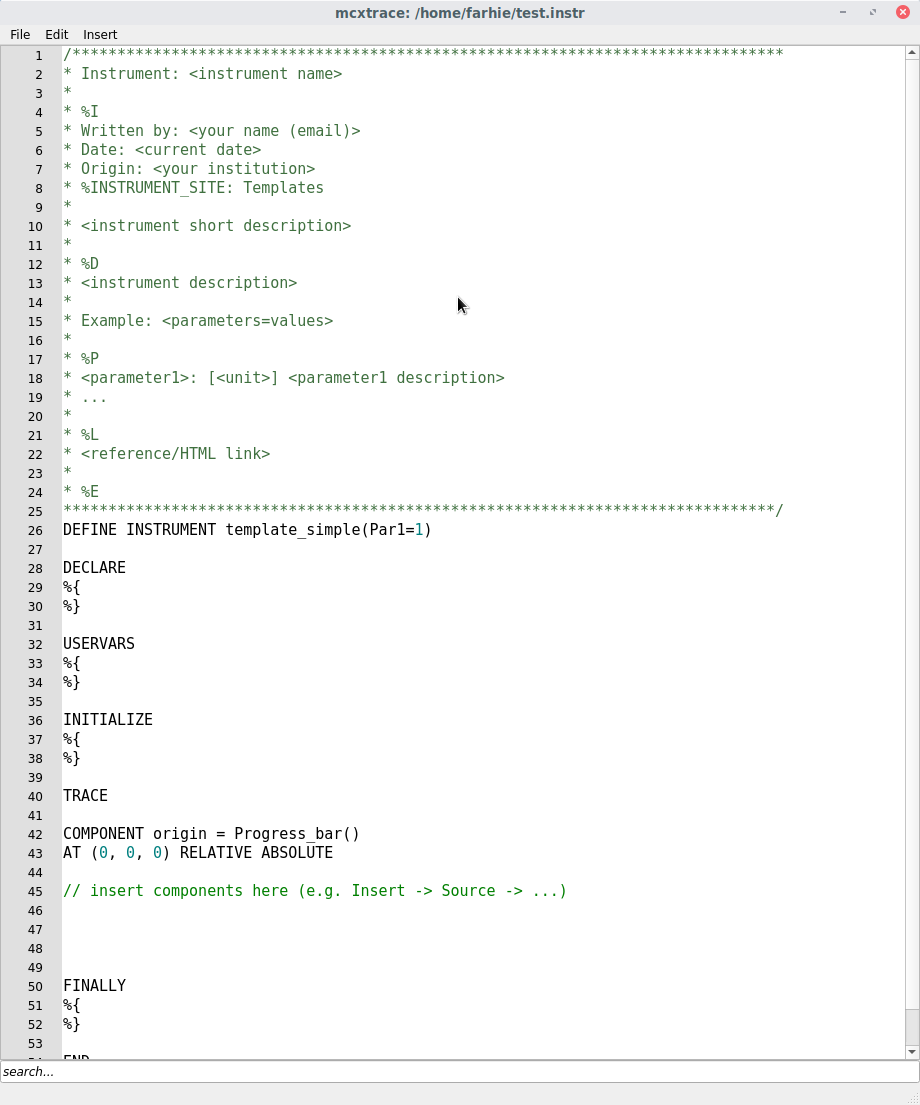 mcxtrace: /home/farhie/test.instr
File Edit Insert
1 /*******************************************************************************
2 * Instrument: <instrument name>
3 *
4 * %I
5 * Written by: <your name (email)>
6 * Date: <current date>
7 * Origin: <your institution>
8 * %INSTRUMENT_SITE: Templates
9 *
10 * <instrument short description>
11 *
12 * %D
13 * <instrument description>
14 *
15 * Example: <parameters=values>
16 *
17 * %P
18 * <parameter1>: [<unit>] <parameter1 description>
19 * ...
20 *
21 * %L
22 * <reference/HTML link>
23 *
24 * %E
25 *******************************************************************************/
26 DEFINE INSTRUMENT template_simple(Par1=1)
27
28 DECLARE
29 %{
30 %}
31
32 USERVARS
33 %{
34 %}
35
36 INITIALIZE
37 %{
38 %}
39
40 TRACE
41
42 COMPONENT origin = Progress_bar()
43 AT (0, 0, 0) RELATIVE ABSOLUTE
44
45 // insert components here (e.g. Insert -> Source -> ...)
46
47
48
49
50 FINALLY
51 %{
52 %}
53
54 END
search...